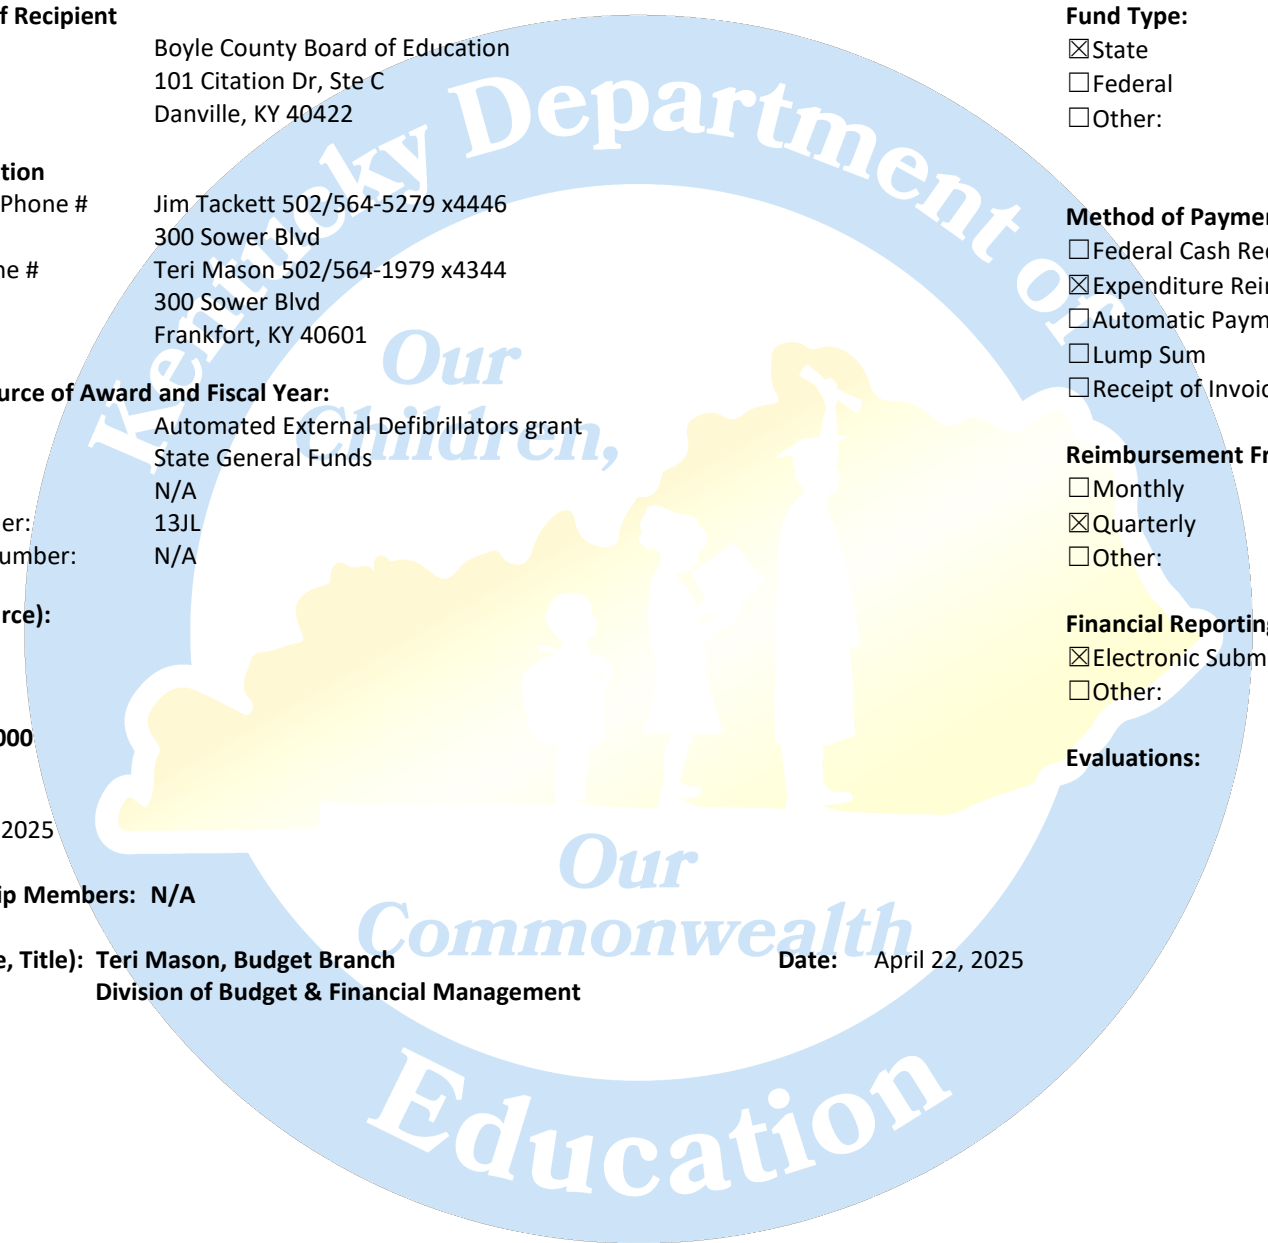 f Recipient
Boyle County Board of Education
101 Citation Dr, Ste C
Danville, KY 40422
tion
Phone # Jim Tackett 502/564-5279 x4446
300 Sower Blvd
ne # Teri Mason 502/564-1979 x4344
300 Sower Blvd
Frankfort, KY 40601
urce of Award and Fiscal Year:
Automated External Defibrillators grant
State General Funds
N/A
er: 13JL
umber: N/A
rce):
000
2025
ip Members: N/A
e, Title): Teri Mason, Budget Branch
Division of Budget & Financial Management
Date: April 22, 2025
Fund Type:
☒State
☐Federal
☐Other:
Method of Paymen
☐Federal Cash Rec
☒Expenditure Rein
☐Automatic Paym
☐Lump Sum
☐Receipt of Invoic
Reimbursement Fr
☐Monthly
☒Quarterly
☐Other:
Financial Reporting
☒Electronic Subm
☐Other:
Evaluations:
Kentucky Department of
Education
Our
Children,
Our
Commonwealth